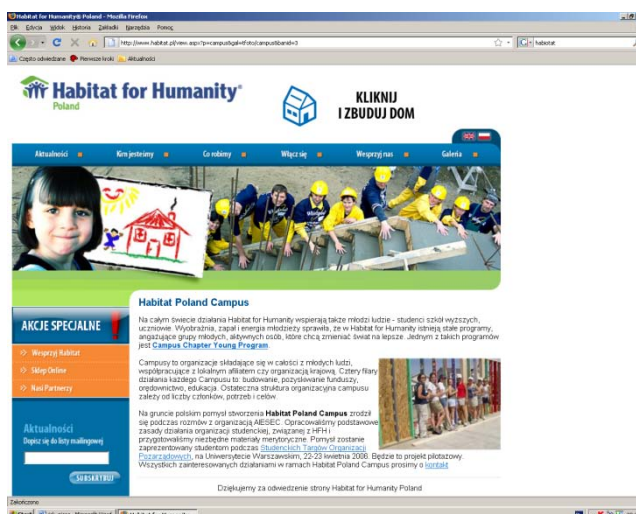 Habitat for Humanity® Poland - Mozilla Firefox
Plik Edycja Widok Historia Zakładki Narzędzia Pomoc
http://www.habitat.pl/view.aspx?p=campus&gal=tfoto/campus&banid=3
habiotat
Często odwiedzane Pierwsze kroki Aktualności
Habitat for Humanity®
Poland
KLIKNIJ
I ZBUDUJ DOM
Aktualności Kim jesteśmy Co robimy Włącz się Wesprzyj nas Galeria
Habitat Poland Campus
Na całym świecie działania Habitat for Humanity wspierają także młodzi ludzie - studenci szkół wyższych,
uczniowie. Wyobraźnia, zapał i energia młodzieży sprawiła, że w Habitat for Humanity istnieją stałe programy,
angażujące grupy młodych, aktywnych osób, które chcą zmieniać świat na lepsze. Jednym z takich programów
jest Campus Chapter Young Program.
Campusy to organizacje składające się w całości z młodych ludzi,
współpracujące z lokalnym afiliatem czy organizacją krajową. Cztery filary
działania każdego Campusu to: budowanie, pozyskiwanie funduszy,
orędownictwo, edukacja. Ostateczna struktura organizacyjna campusu
zależy od liczby członków, potrzeb i celów.
Na gruncie polskim pomysł stworzenia Habitat Poland Campus zrodził
się podczas rozmów z organizacją AIESEC. Opracowaliśmy podstawowe
zasady działania organizacji studenckiej, związanej z HFH i
przygotowaliśmy niezbędne materiały merytoryczne. Pomysł zostanie
zaprezentowany studentom podczas Studenckich Targów Organizacji
Pozarządowych, na Uniwersytecie Warszawskim, 22-23 kwietnia 2008. Będzie to projekt pilotażowy.
Wszystkich zainteresowanych działaniami w ramach Habitat Poland Campus prosimy o kontakt
Dziękujemy za odwiedzenie strony Habitat for Humanity Poland
AKCJE SPECJALNE !
Wesprzyj Habitat
Sklep Online
Nasi Partnerzy
Aktualności
Dopisz się do listy mailingowej
SUBSKRYBUJ
Zakończono
Start